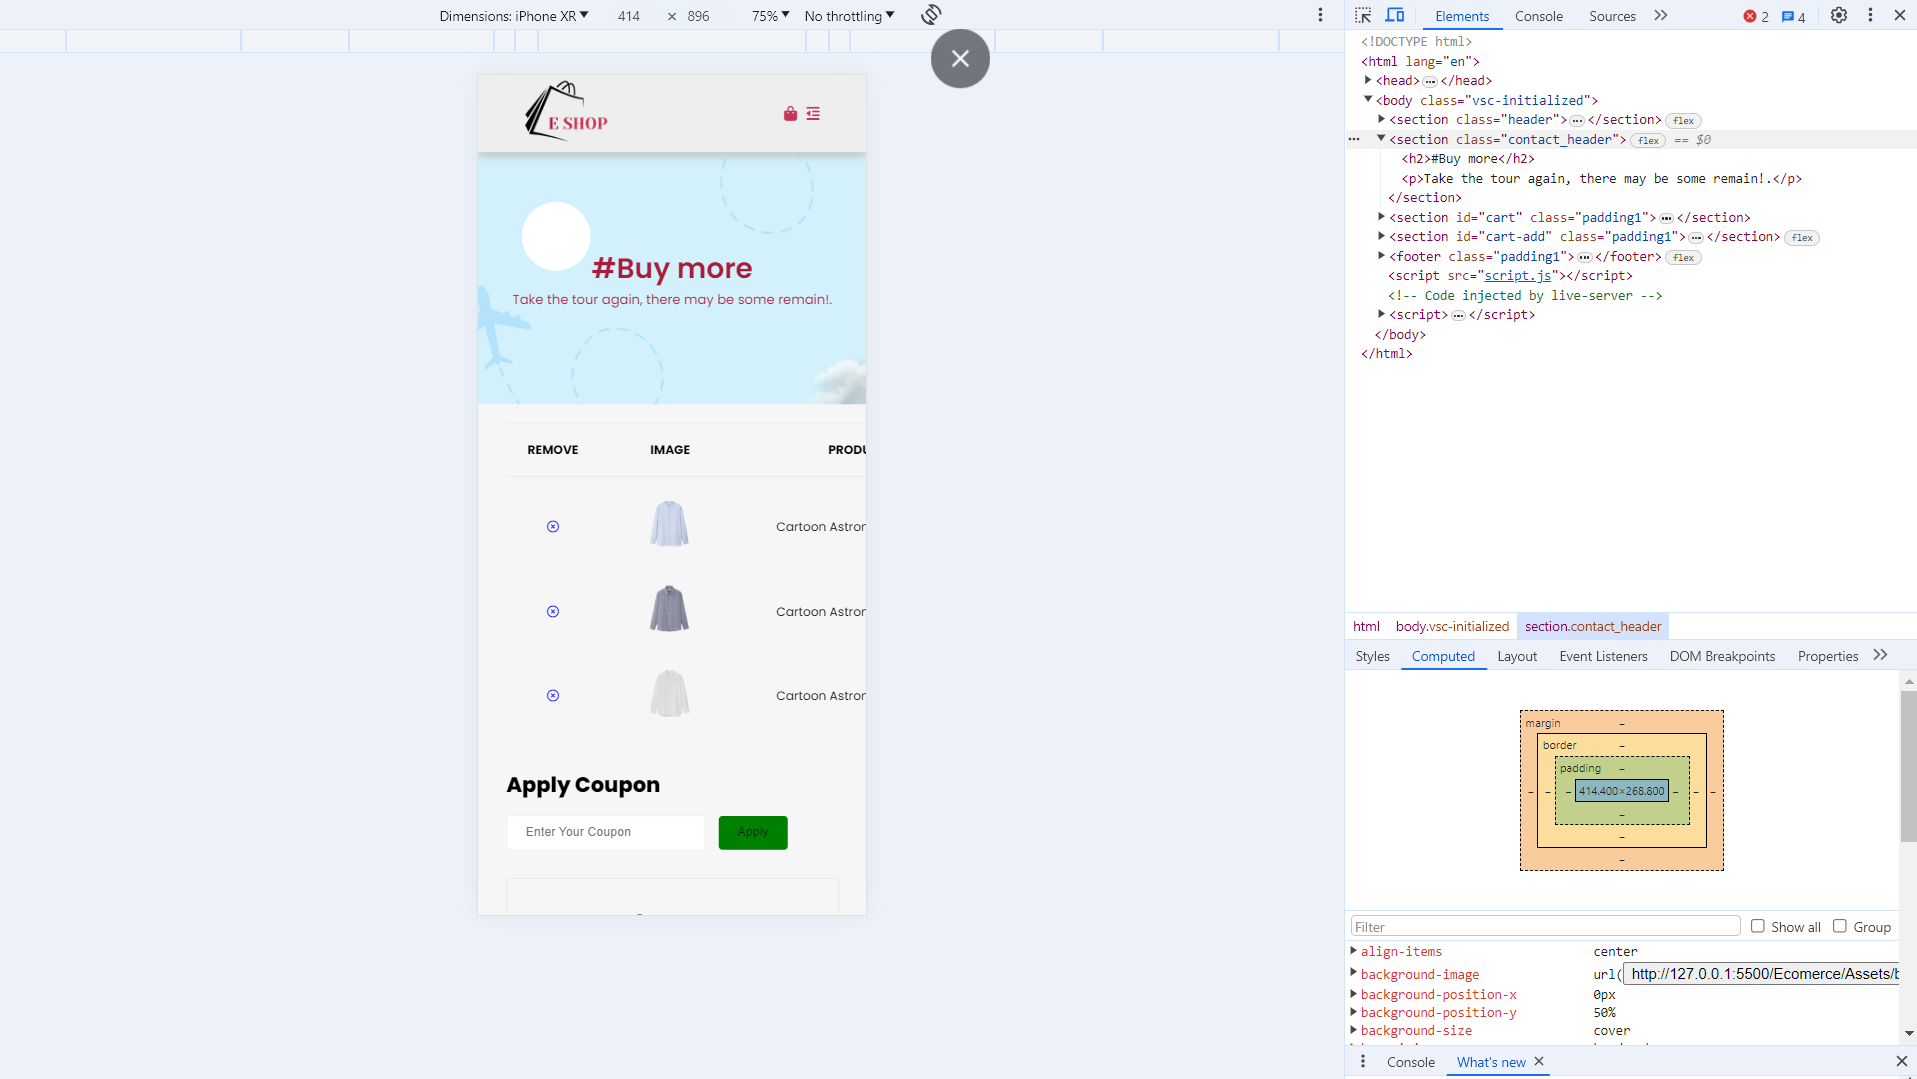 Dimensions: iPhone XR 414 × 896 75% No throttling
E SHOP
#Buy more
Take the tour again, there may be some remain!.
REMOVE IMAGE PRODU
Cartoon Astron
Cartoon Astron
Cartoon Astron
Apply Coupon
Enter Your Coupon Apply
Elements Console Sources 2 4
<!DOCTYPE html>
<html lang="en">
<head>…</head>
<body class="vsc-initialized">
<section class="header">…</section> flex
<section class="contact_header"> flex == $0
<h2>#Buy more</h2>
<p>Take the tour again, there may be some remain!.</p>
</section>
<section id="cart" class="padding1">…</section>
<section id="cart-add" class="padding1">…</section> flex
<footer class="padding1">…</footer> flex
<script src="script.js"></script>
<!-- Code injected by live-server -->
<script>…</script>
</body>
</html>
html body.vsc-initialized section.contact_header
Styles Computed Layout Event Listeners DOM Breakpoints Properties
margin –
border –
padding –
– – – 414.400×268.800 – – –
–
–
–
Filter Show all Group
align-items center
background-image url( http://127.0.0.1:5500/Ecomerce/Assets/b
background-position-x 0px
background-position-y 50%
background-size cover
Console What's new